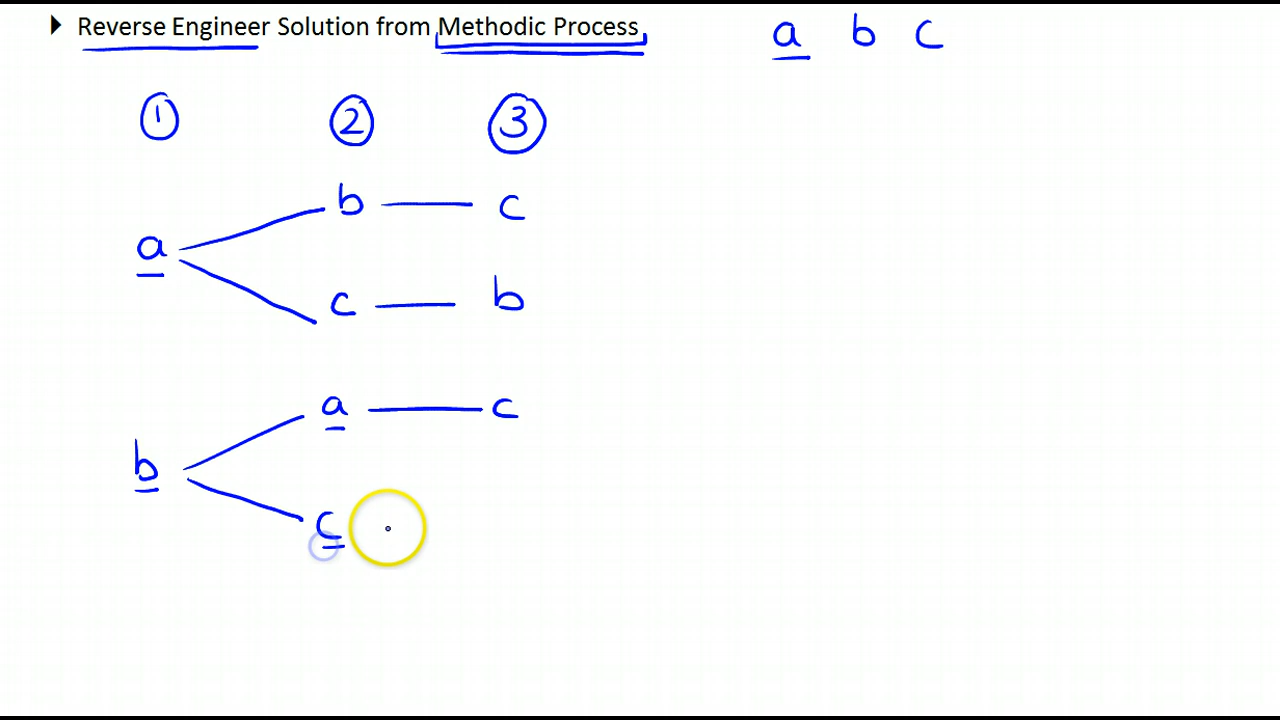 Reverse Engineer Solution from Methodic Process
a b c
1 2 3
b c
a
c b
a c
b
c